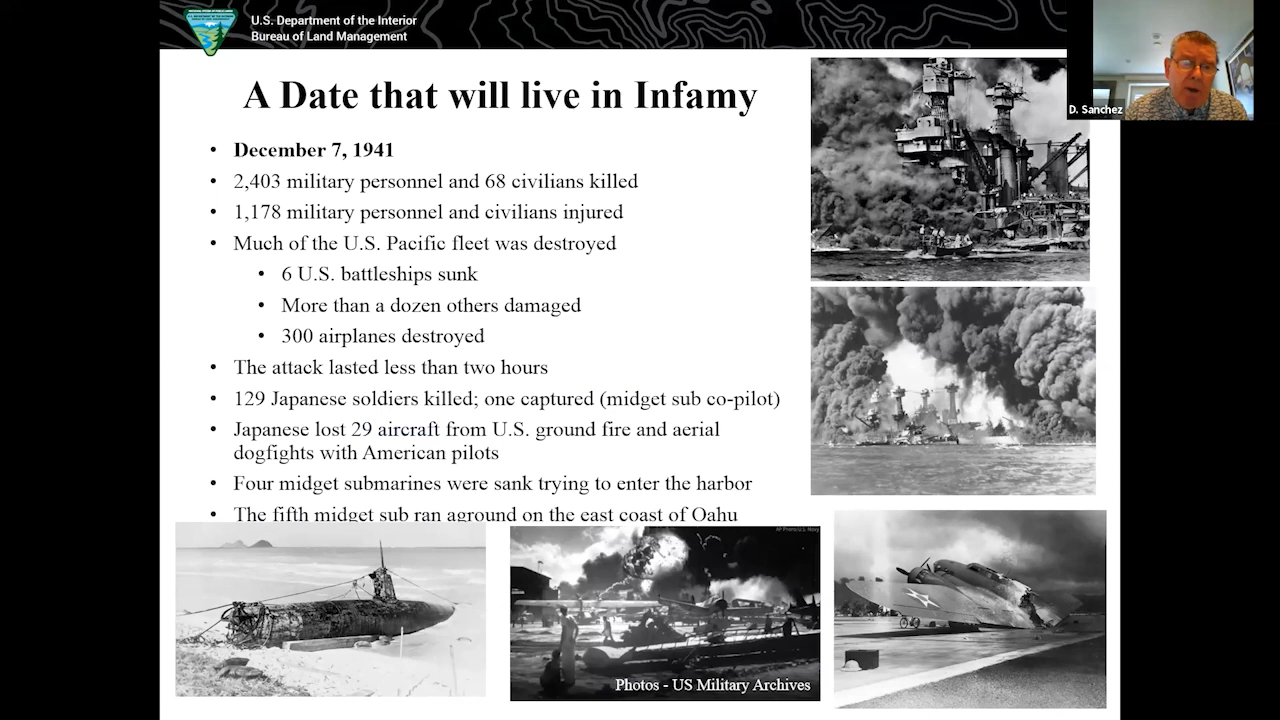 U.S. Department of the Interior
Bureau of Land Management
D. Sanchez
A Date that will live in Infamy
• December 7, 1941
• 2,403 military personnel and 68 civilians killed
• 1,178 military personnel and civilians injured
• Much of the U.S. Pacific fleet was destroyed
• 6 U.S. battleships sunk
• More than a dozen others damaged
• 300 airplanes destroyed
• The attack lasted less than two hours
• 129 Japanese soldiers killed; one captured (midget sub co-pilot)
• Japanese lost 29 aircraft from U.S. ground fire and aerial
dogfights with American pilots
• Four midget submarines were sank trying to enter the harbor
• The fifth midget sub ran aground on the east coast of Oahu
Photos - US Military Archives